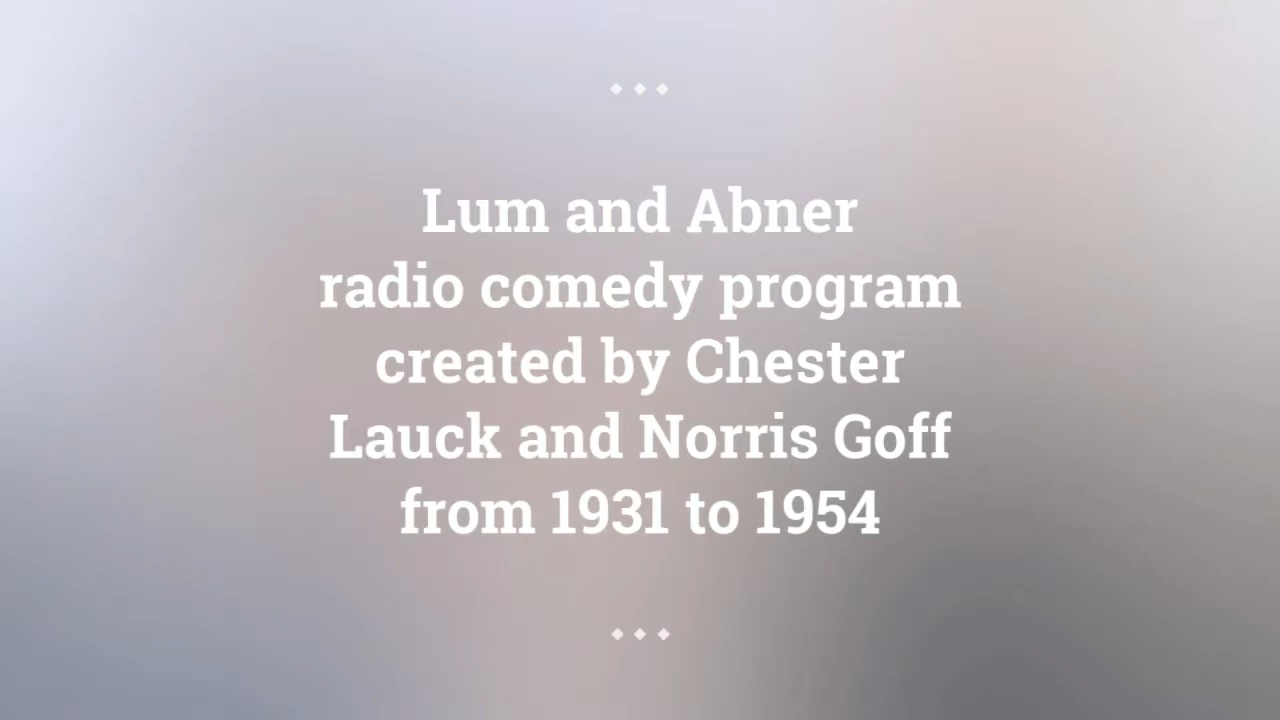 Lum and Abner
radio comedy program
created by Chester
Lauck and Norris Goff
from 1931 to 1954